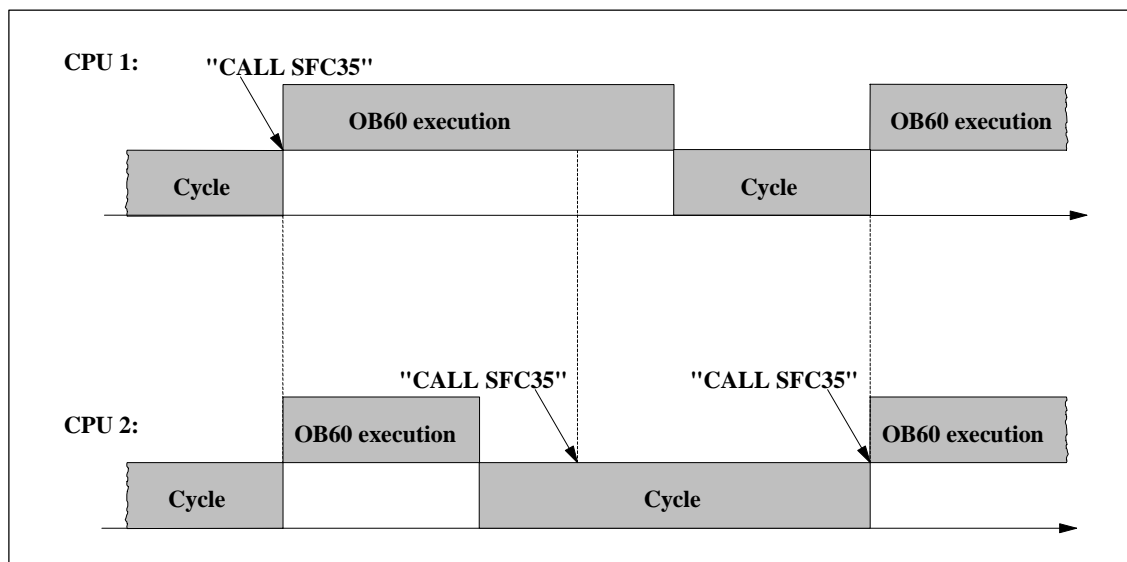 CPU 1:
"CALL SFC35"
OB60 execution
OB60 execution
Cycle
Cycle
"CALL SFC35"
"CALL SFC35"
CPU 2:
OB60 execution
OB60 execution
Cycle
Cycle